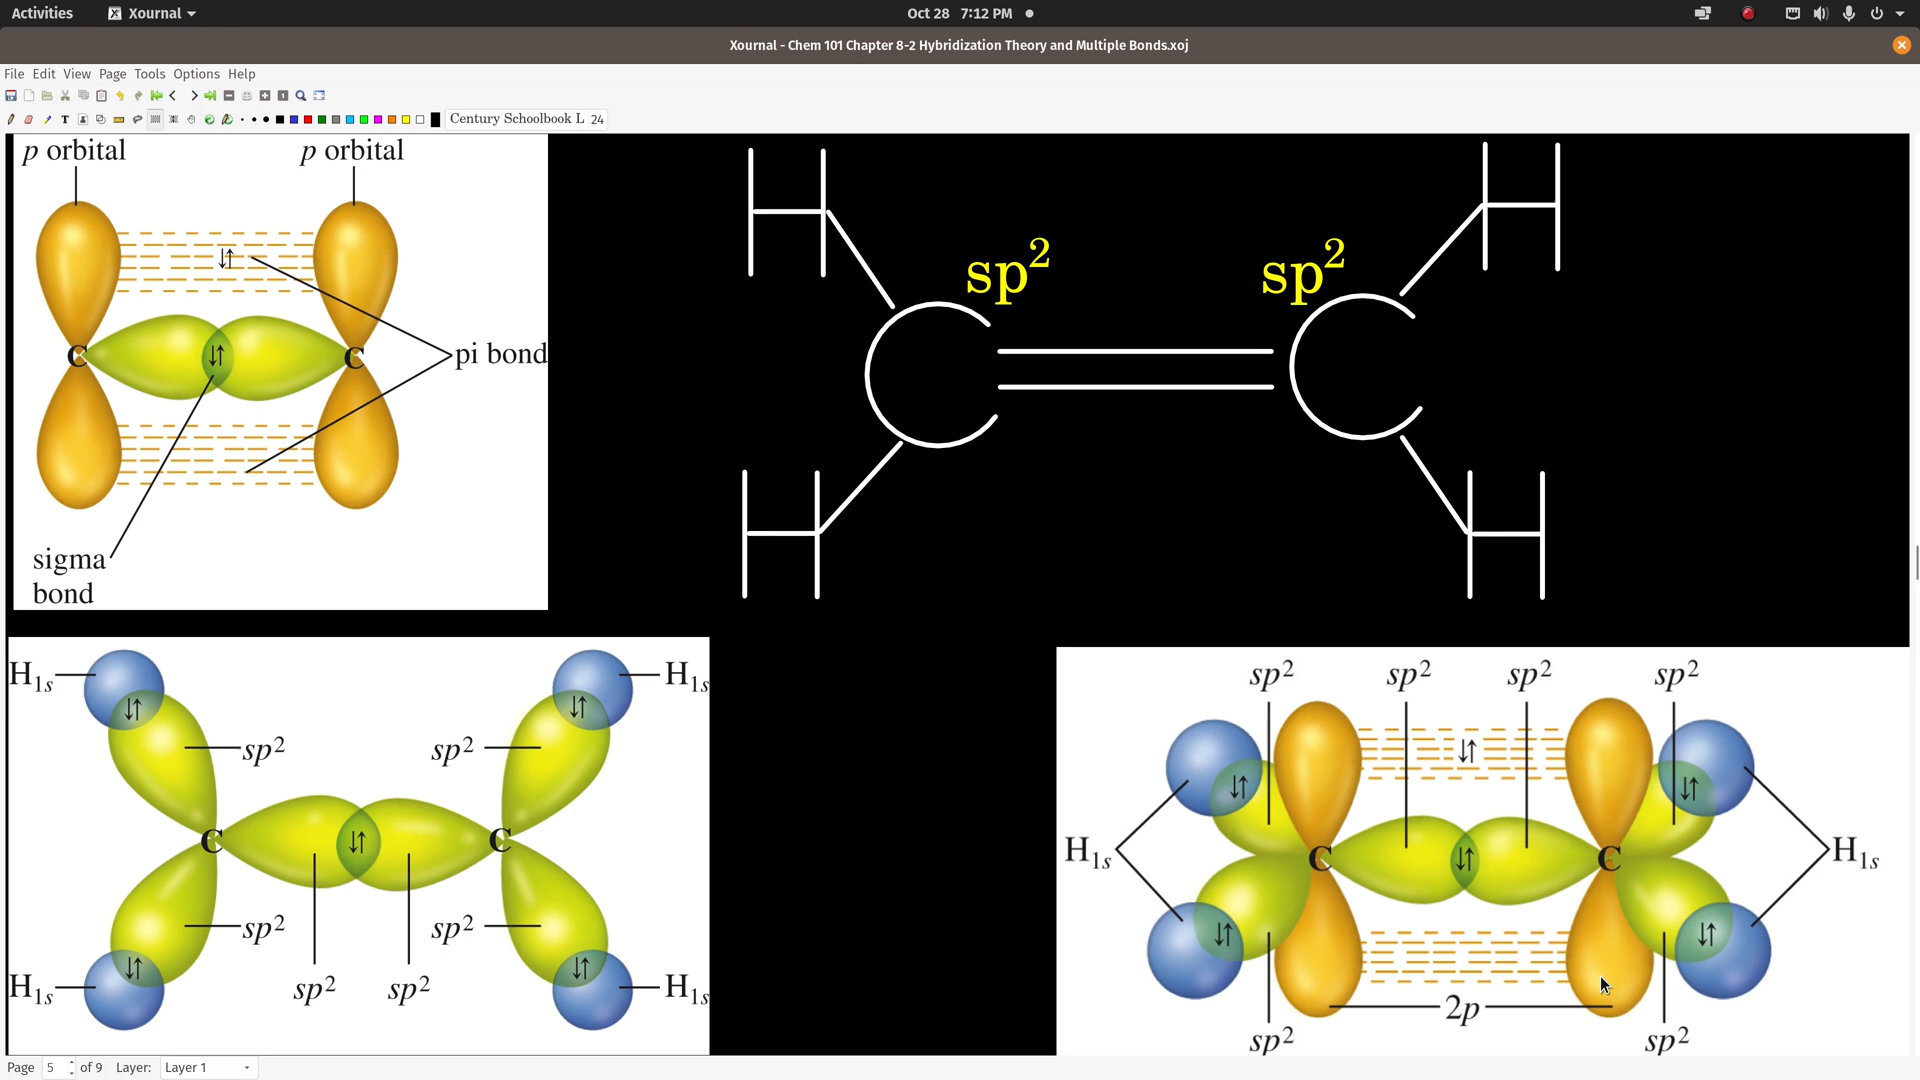 Activities Xournal Oct 28 7:12 PM
Xournal - Chem 101 Chapter 8-2 Hybridization Theory and Multiple Bonds.xoj
File Edit View Page Tools Options Help
T Century Schoolbook L 24
p orbital p orbital
C C
pi bond
sigma
bond
H H
sp² sp²
C C
H H
H₁ₛ H₁ₛ
sp² sp²
C C
sp² sp²
H₁ₛ sp² sp² H₁ₛ
sp² sp² sp² sp²
H₁ₛ C C H₁ₛ
2p
sp² sp²
Page 5 of 9 Layer: Layer 1